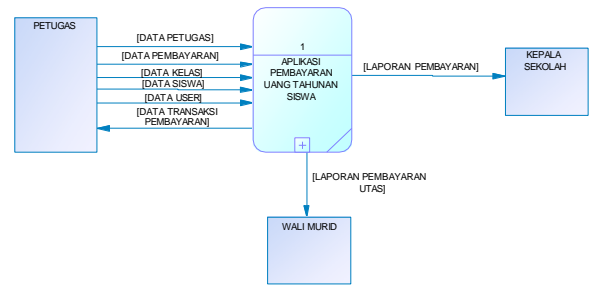 PETUGAS
[DATA PETUGAS]
[DATA PEMBAYARAN]
[DATA KELAS]
[DATA SISWA]
[DATA USER]
[DATA TRANSAKSI
PEMBAYARAN]
1
APLIKASI
PEMBAYARAN
UANG TAHUNAN
SISWA
+
[LAPORAN PEMBAYARAN]
KEPALA
SEKOLAH
[LAPORAN PEMBAYARAN
UTAS]
WALI MURID